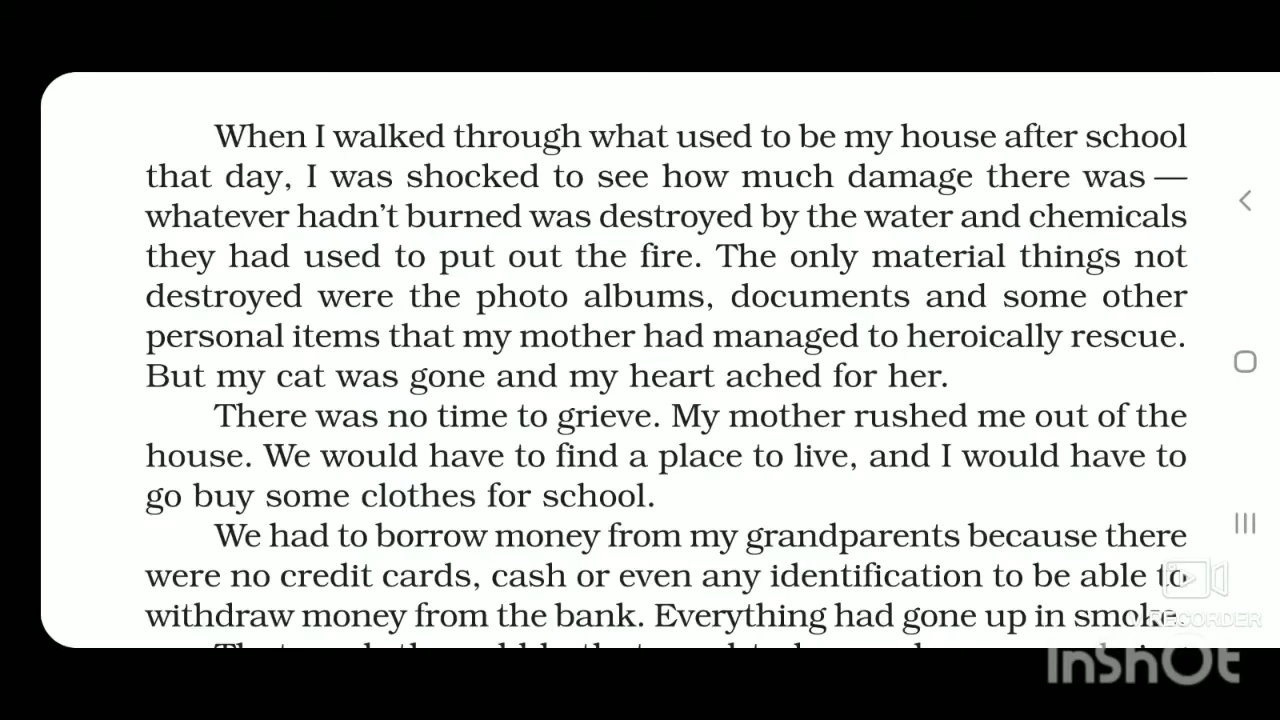 When I walked through what used to be my house after school
that day, I was shocked to see how much damage there was —
whatever hadn't burned was destroyed by the water and chemicals
they had used to put out the fire. The only material things not
destroyed were the photo albums, documents and some other
personal items that my mother had managed to heroically rescue.
But my cat was gone and my heart ached for her.
There was no time to grieve. My mother rushed me out of the
house. We would have to find a place to live, and I would have to
go buy some clothes for school.
We had to borrow money from my grandparents because there
were no credit cards, cash or even any identification to be able to
withdraw money from the bank. Everything had gone up in smoke.
RECORDER
InShOt